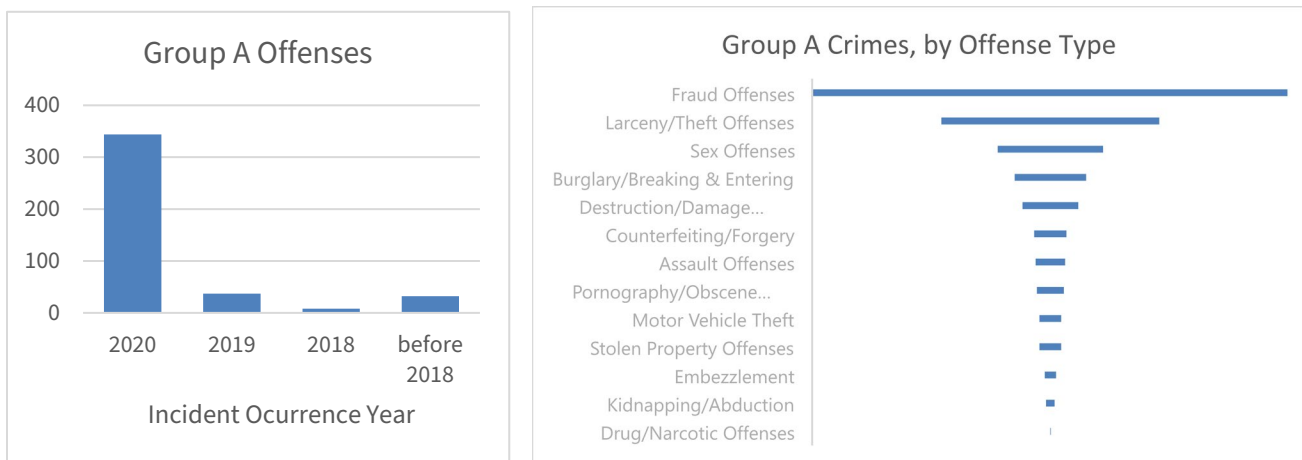 Group A Offenses
400
300
200
100
0
2020
2019
2018
before
2018
Incident Ocurrence Year
Group A Crimes, by Offense Type
Fraud Offenses
Larceny/Theft Offenses
Sex Offenses
Burglary/Breaking & Entering
Destruction/Damage...
Counterfeiting/Forgery
Assault Offenses
Pornography/Obscene...
Motor Vehicle Theft
Stolen Property Offenses
Embezzlement
Kidnapping/Abduction
Drug/Narcotic Offenses